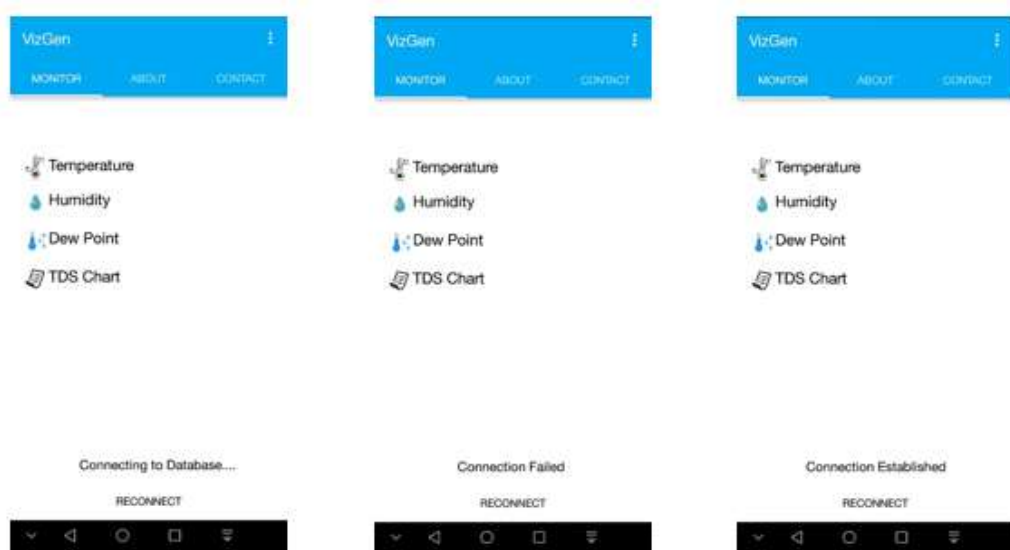 VizGen
MONITOR ABOUT CONTACT
Temperature
Humidity
Dew Point
TDS Chart
Connecting to Database....
RECONNECT
VizGen
MONITOR ABOUT CONTACT
Temperature
Humidity
Dew Point
TDS Chart
Connection Failed
RECONNECT
VizGen
MONITOR ABOUT CONTACT
Temperature
Humidity
Dew Point
TDS Chart
Connection Established
RECONNECT